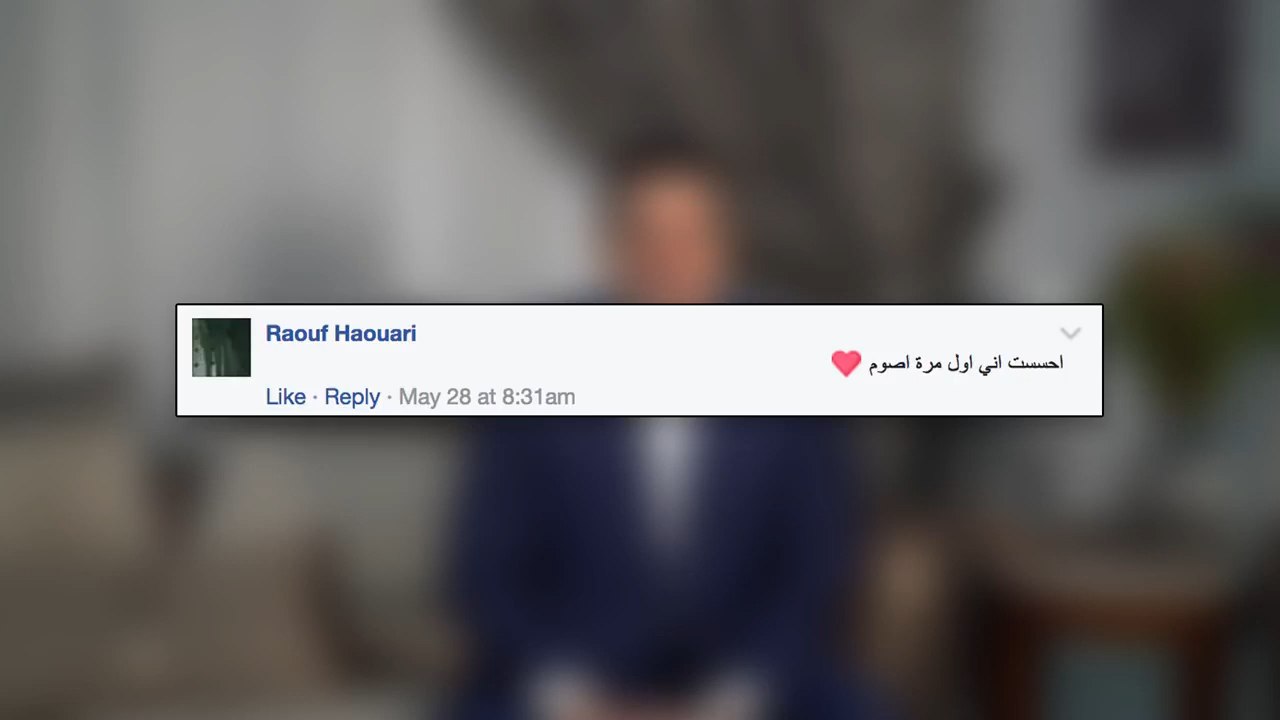 Raouf Haouari
احسست اني اول مرة اصوم ❤
Like · Reply · May 28 at 8:31am